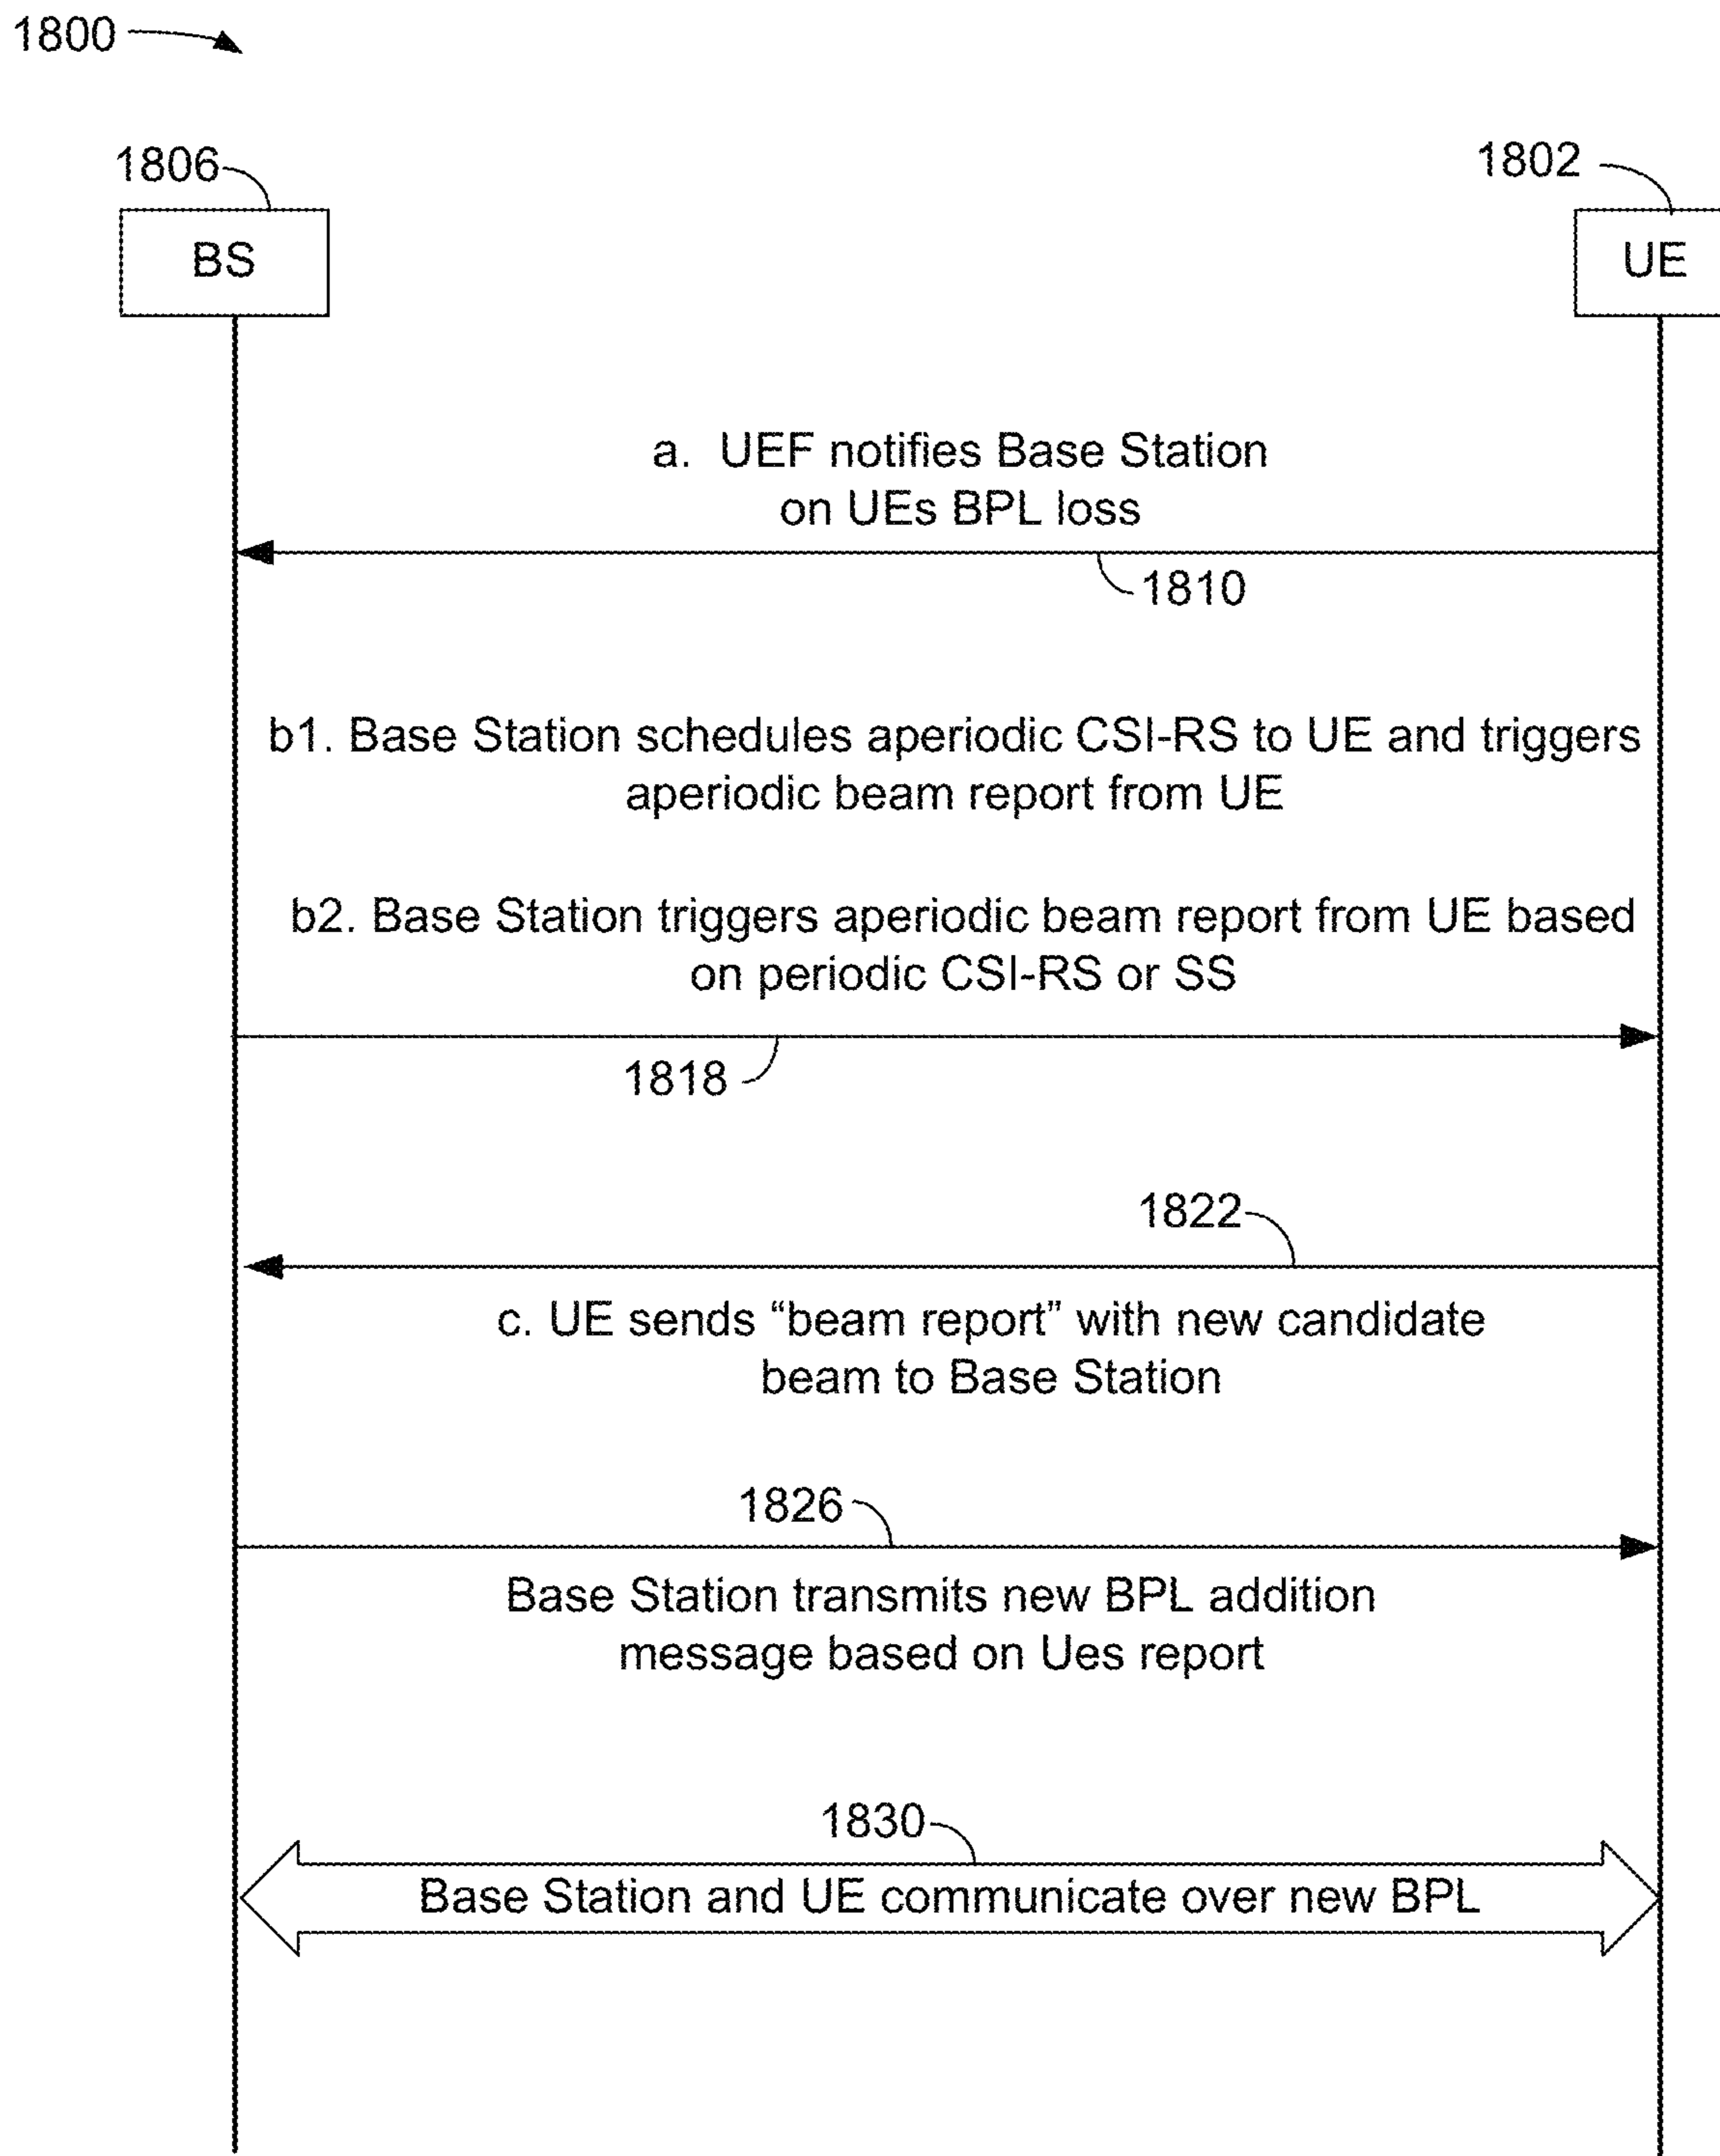 1800
1806
1802
BS
UE
a. UEF notifies Base Station
on UEs BPL loss
1810
b1. Base Station schedules aperiodic CSI-RS to UE and triggers
aperiodic beam report from UE
b2. Base Station triggers aperiodic beam report from UE based
on periodic CSI-RS or SS
1818
1822
c. UE sends “beam report” with new candidate
beam to Base Station
1826
Base Station transmits new BPL addition
message based on Ues report
1830
Base Station and UE communicate over new BPL